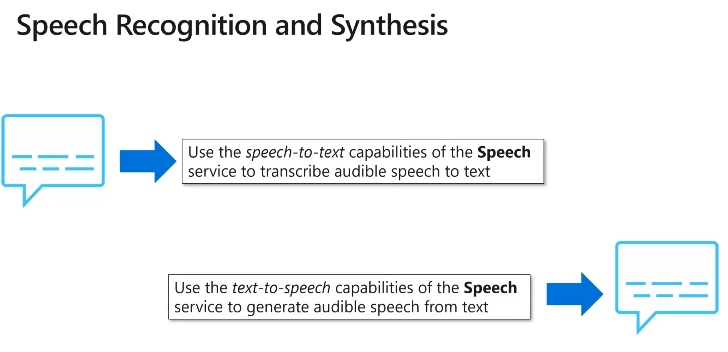 Speech Recognition and Synthesis
Use the speech-to-text capabilities of the Speech
service to transcribe audible speech to text
Use the text-to-speech capabilities of the Speech
service to generate audible speech from text